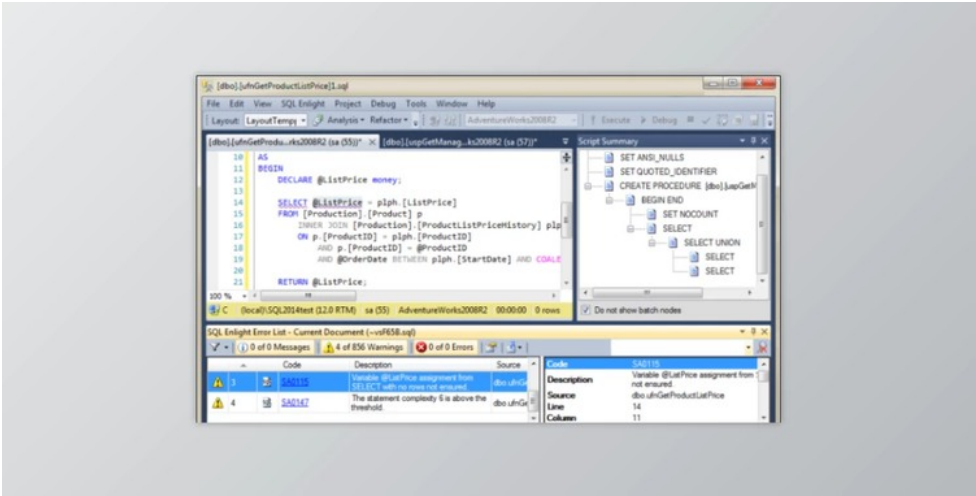 [dbo].[ufnGetProductListPrice]1.sql
File Edit View SQL Enlight Project Debug Tools Window Help
Layout: LayoutTempy Analysis Refactor AdventureWorks2008R2 Execute Debug
[dbo].[ufnGetProdu...rks2008R2 (sa (55))* [dbo].[uspGetManag...ks2008R2 (sa (57))*
10 AS
11 BEGIN
12 DECLARE @ListPrice money;
13
14 SELECT @ListPrice = plph.[ListPrice]
15 FROM [Production].[Product] p
16 INNER JOIN [Production].[ProductListPriceHistory] plp
17 ON p.[ProductID] = plph.[ProductID]
18 AND p.[ProductID] = @ProductID
19 AND @OrderDate BETWEEN plph.[StartDate] AND COALE
20
21 RETURN @ListPrice;
100 %
(local)\SQL2014test (12.0 RTM) sa (55) AdventureWorks2008R2 00:00:00 0 rows
Script Summary
SET ANSI_NULLS
SET QUOTED_IDENTIFIER
CREATE PROCEDURE [dbo].[uspGetM
BEGIN END
SET NOCOUNT
SELECT
SELECT UNION
SELECT
SELECT
Do not show batch nodes
SQL Enlight Error List - Current Document (~vsF65B.sql)
0 of 0 Messages 4 of 856 Warnings 0 of 0 Errors
Code Description Source
3 SA0115 Variable @ListPrice assignment from
SELECT with no rows not ensured. dbo.ufnGe
4 SA0147 The statement complexity 6 is above the
threshold. dbo.ufnGe
Code SA0115
Description Variable @ListPrice assignment from
not ensured.
Source dbo.ufnGetProductListPrice
Line 14
Column 11